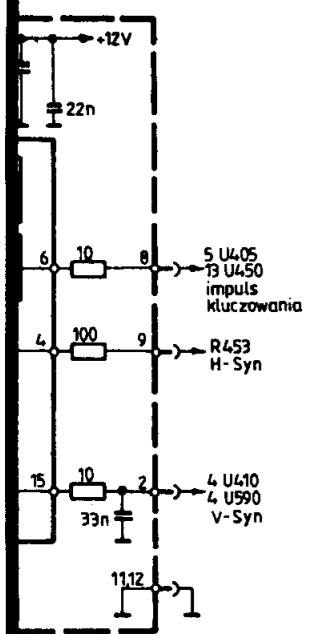 +12V
22n
6 10 8 5 U405
13 U450
impuls
kluczowania
4 100 9 R453
H-Syn
15 10 2 4 U410
4 U590
33n V-Syn
11,12